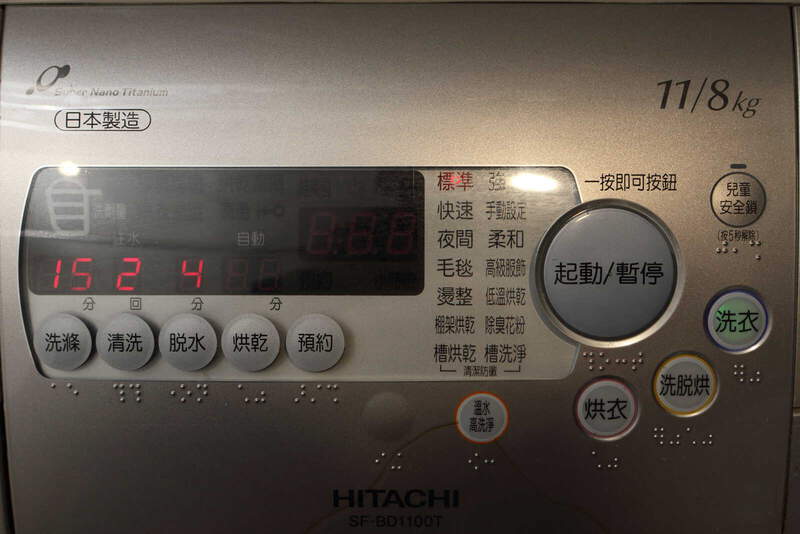 Super Nano Titanium
11/8kg
日本製造
標準 強
一按即可按鈕
兒童
安全鎖
(按5秒解除)
快速 手動設定
注水 自動
夜間 柔和
15 2 4
毛毯 高級服飾
起動/暫停
燙整 低溫烘乾
分 回 分 分
棚架烘乾 除臭花粉
洗滌 清洗 脫水 烘乾 預約
洗衣
槽烘乾 槽洗淨
清潔防黴
洗脫烘
烘衣
溫水
高洗淨
HITACHI
SF-BD1100T